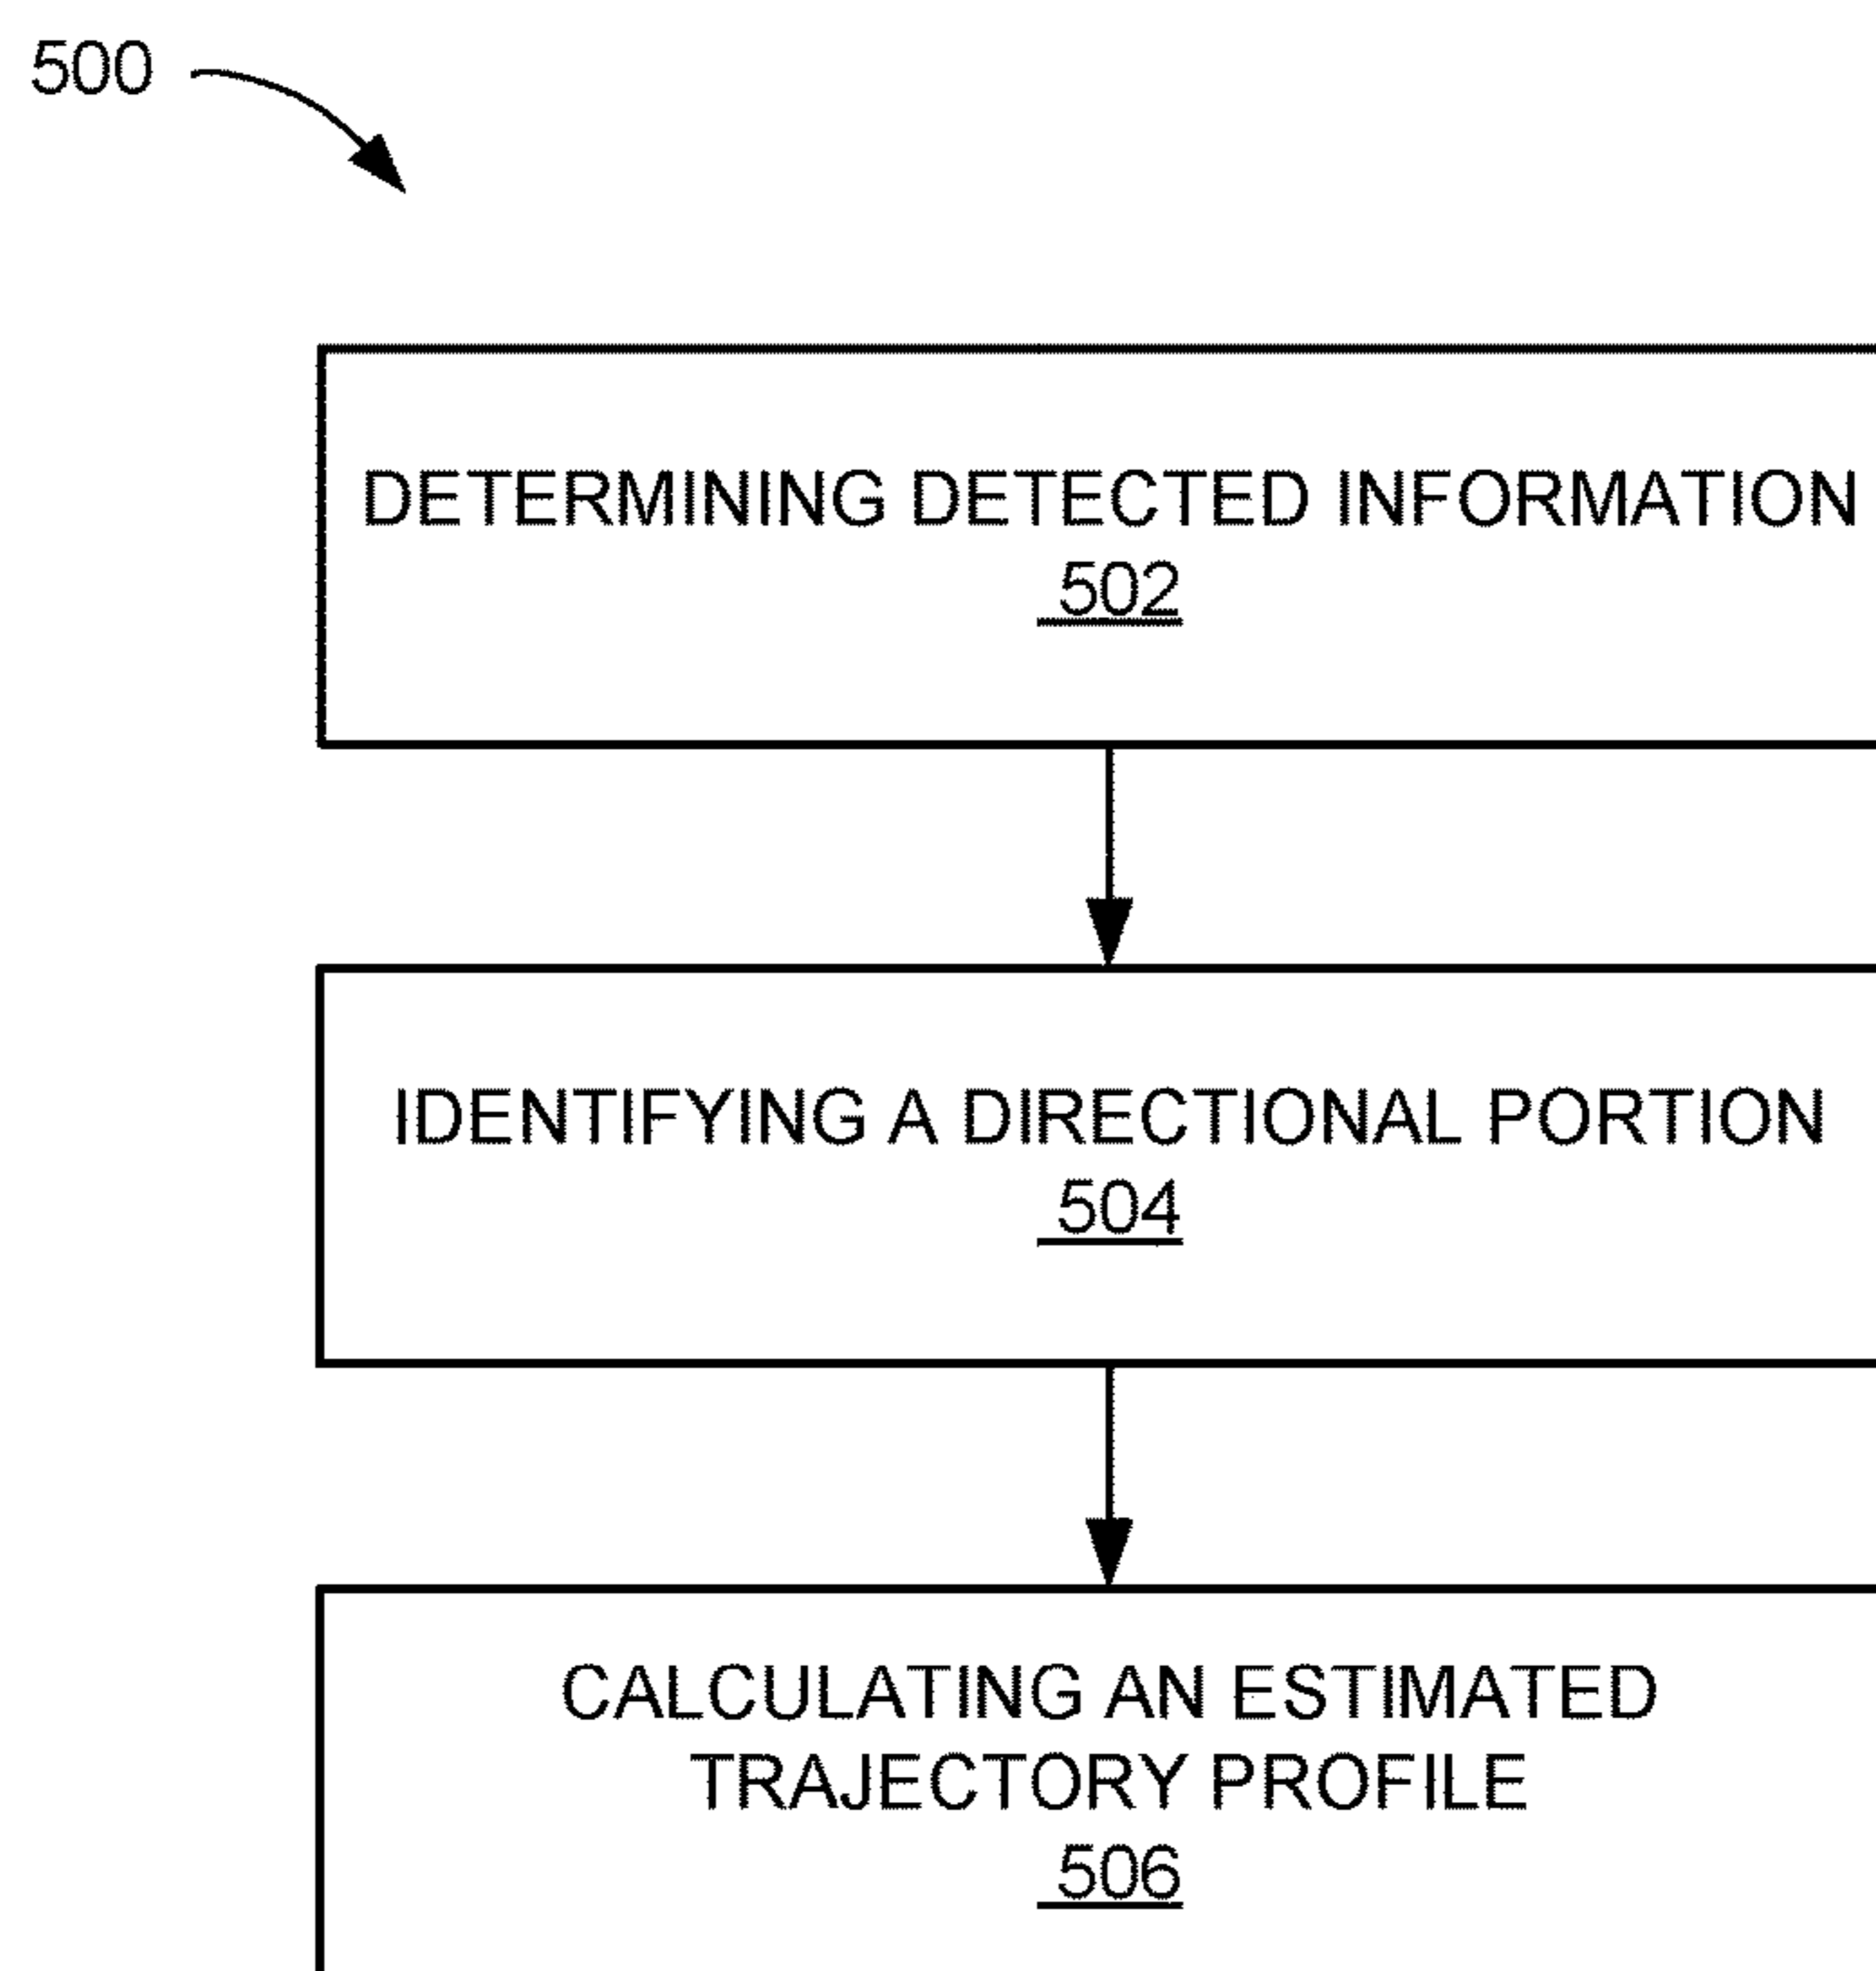 500
DETERMINING DETECTED INFORMATION
502
IDENTIFYING A DIRECTIONAL PORTION
504
CALCULATING AN ESTIMATED
TRAJECTORY PROFILE
506